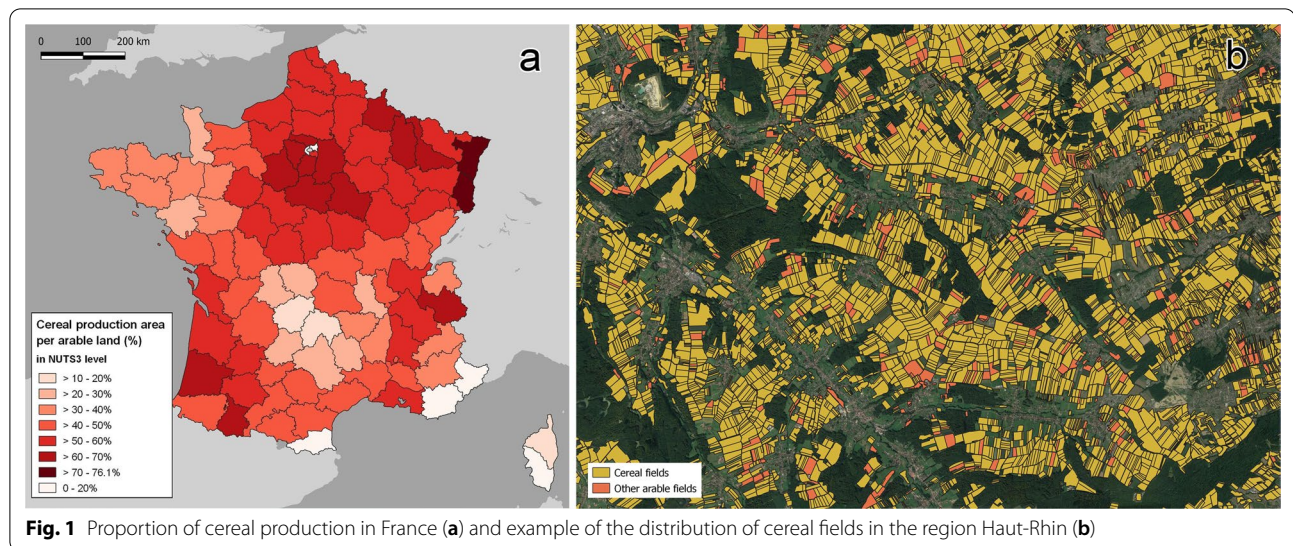 0 100 200 km
a
Cereal production area
per arable land (%)
in NUTS3 level
> 10 - 20%
> 20 - 30%
> 30 - 40%
> 40 - 50%
> 50 - 60%
> 60 - 70%
> 70 - 76.1%
0 - 20%
b
Cereal fields
Other arable fields
Fig. 1 Proportion of cereal production in France (a) and example of the distribution of cereal fields in the region Haut-Rhin (b)